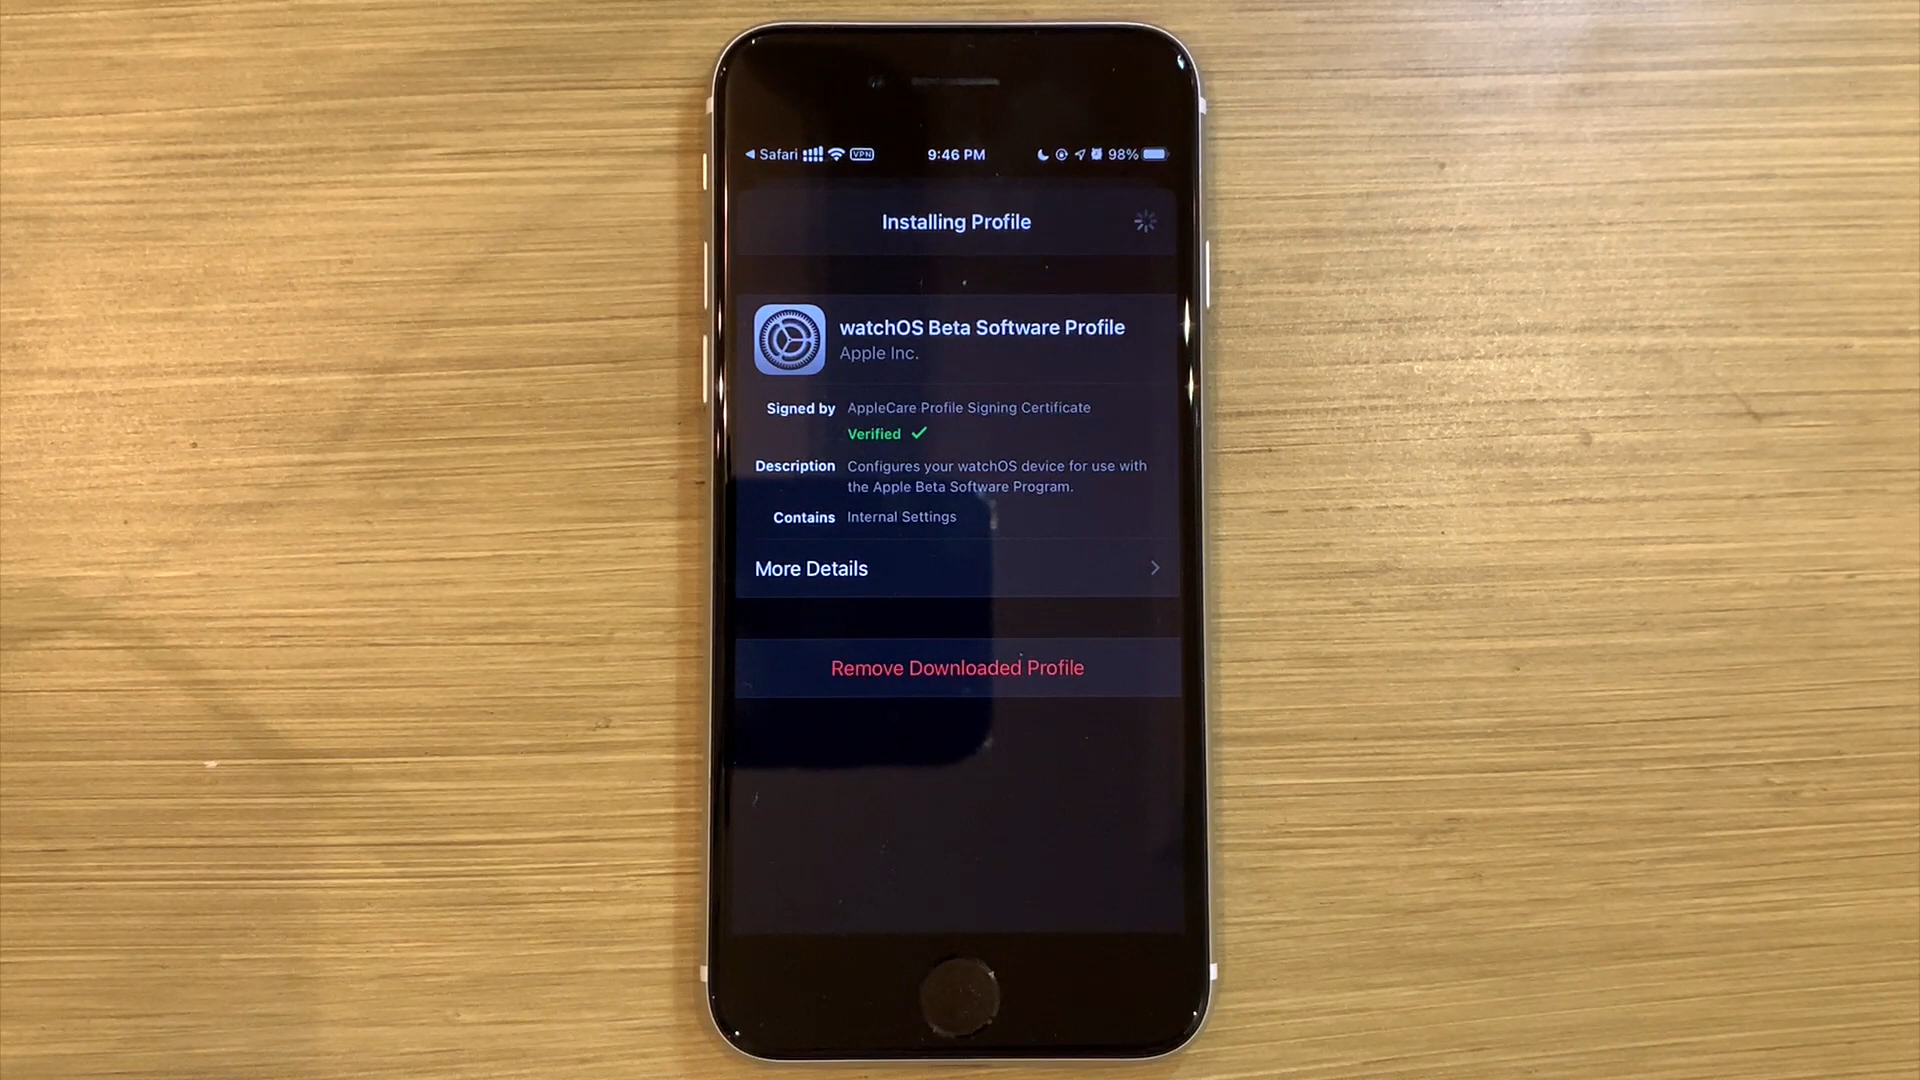 Safari VPN 9:46 PM 98%
Installing Profile
watchOS Beta Software Profile
Apple Inc.
Signed by AppleCare Profile Signing Certificate
Verified
Description Configures your watchOS device for use with
the Apple Beta Software Program.
Contains Internal Settings
More Details
Remove Downloaded Profile